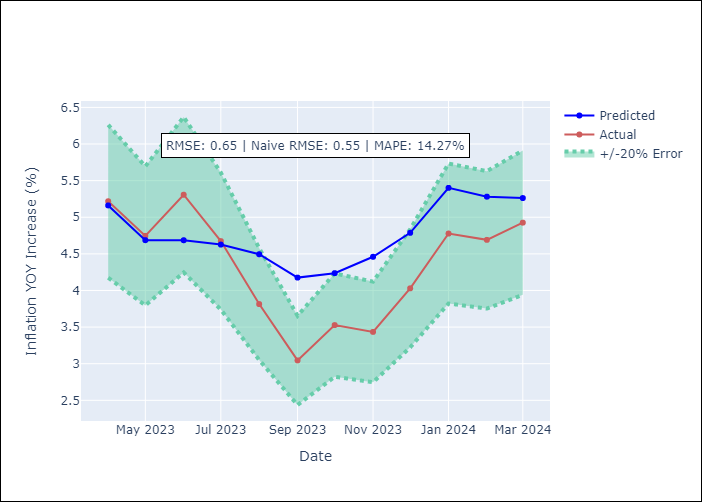 6.5
6
5.5
5
4.5
4
3.5
3
2.5
Inflation YOY Increase (%)
RMSE: 0.65 | Naive RMSE: 0.55 | MAPE: 14.27%
Predicted
Actual
+/-20% Error
May 2023 Jul 2023 Sep 2023 Nov 2023 Jan 2024 Mar 2024
Date